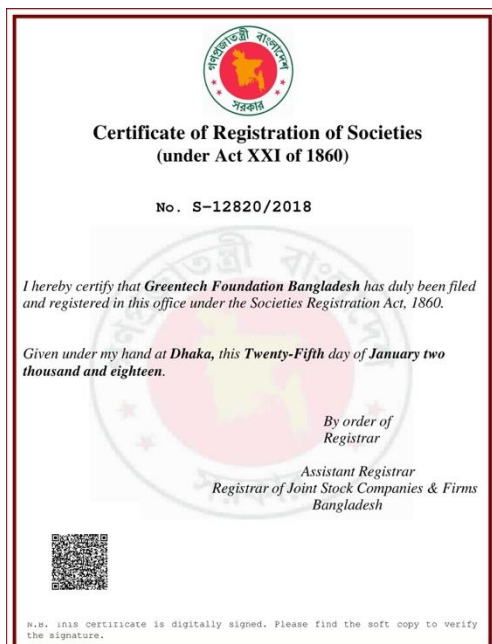 গণপ্রজাতন্ত্রী বাংলাদেশ
সরকার
Certificate of Registration of Societies
(under Act XXI of 1860)
No. S-12820/2018
I hereby certify that Greentech Foundation Bangladesh has duly been filed
and registered in this office under the Societies Registration Act, 1860.
Given under my hand at Dhaka, this Twenty-Fifth day of January two
thousand and eighteen.
By order of
Registrar
Assistant Registrar
Registrar of Joint Stock Companies & Firms
Bangladesh
N.B. This certificate is digitally signed. Please find the soft copy to verify
the signature.